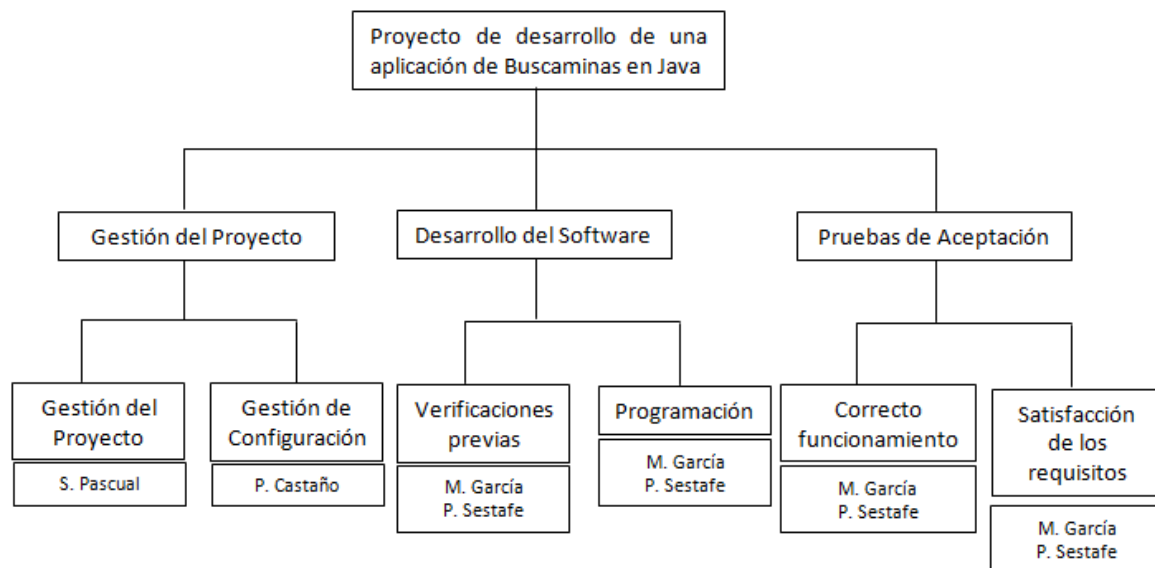 Proyecto de desarrollo de una
aplicación de Buscaminas en Java
Gestión del Proyecto
Desarrollo del Software
Pruebas de Aceptación
Gestión del
Proyecto
S. Pascual
Gestión de
Configuración
P. Castaño
Verificaciones
previas
M. García
P. Sestafe
Programación
M. García
P. Sestafe
Correcto
funcionamiento
M. García
P. Sestafe
Satisfacción
de los
requisitos
M. García
P. Sestafe